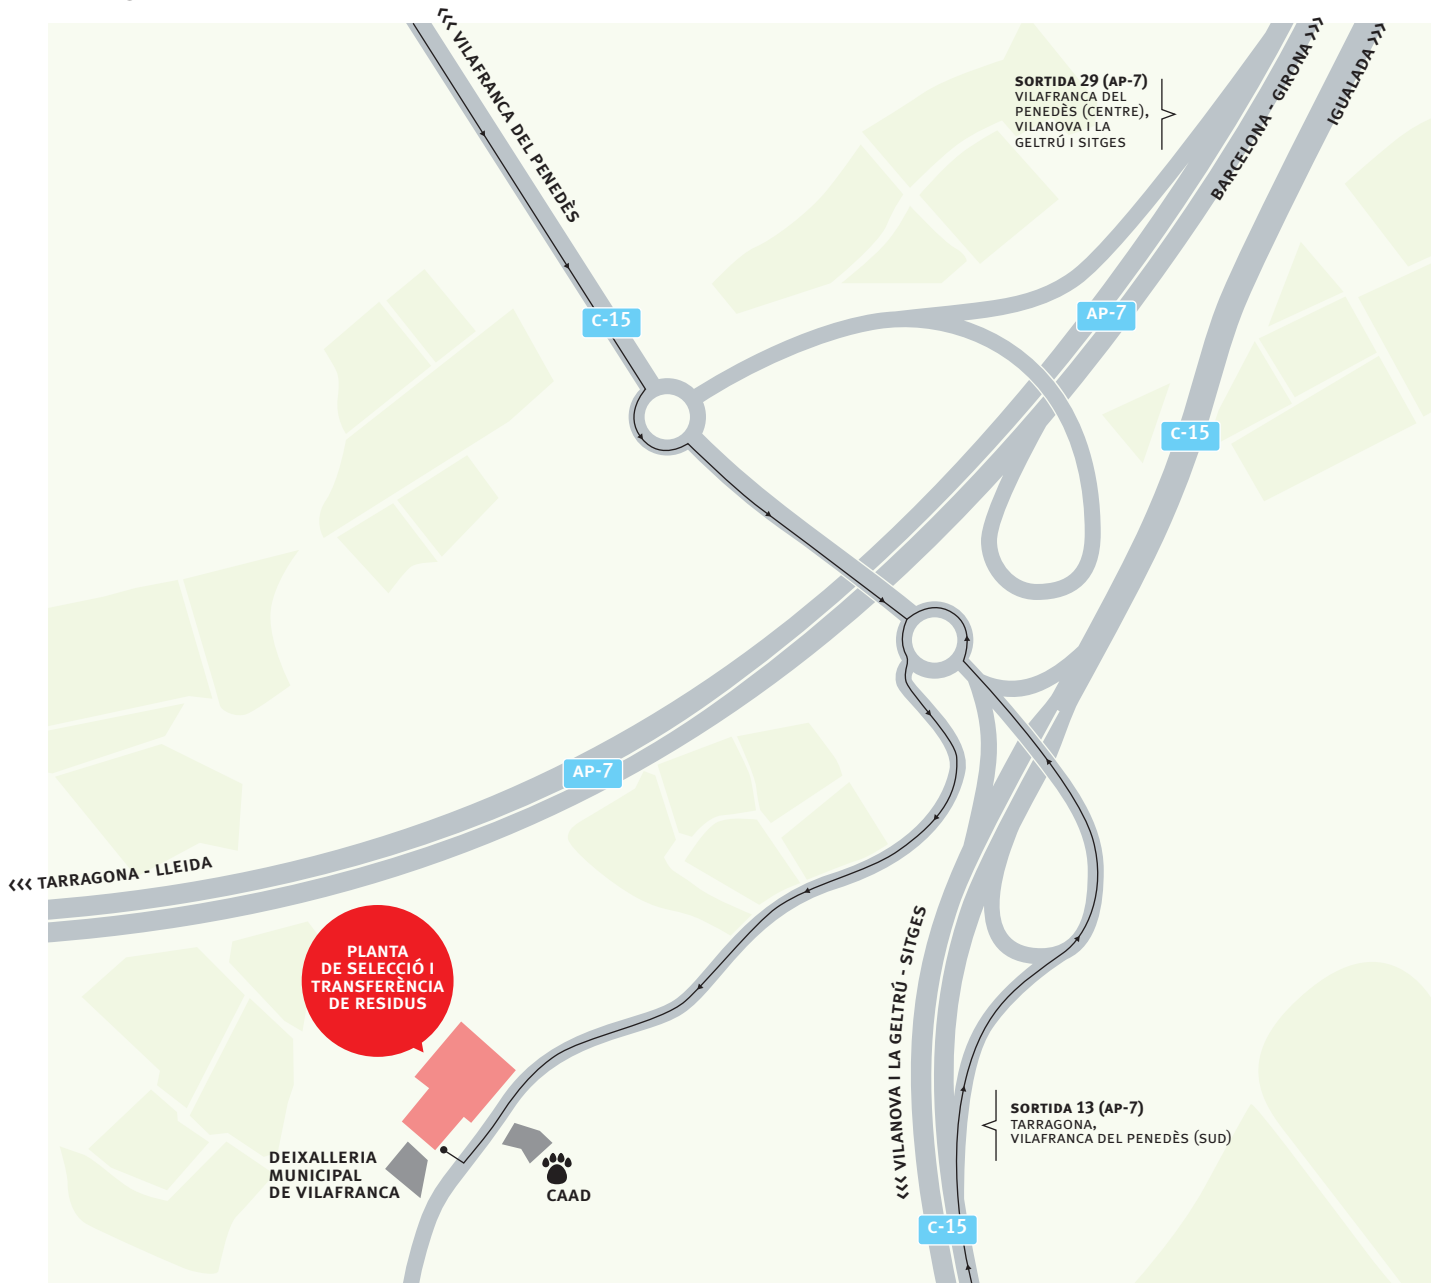 ‹‹‹ VILAFRANCA DEL PENEDÈS
SORTIDA 29 (AP-7)
VILAFRANCA DEL
PENEDÈS (CENTRE),
VILANOVA I LA
GELTRÚ I SITGES
BARCELONA - GIRONA ›››
IGUALADA ›››
C-15
AP-7
C-15
AP-7
‹‹‹ TARRAGONA - LLEIDA
PLANTA
DE SELECCIÓ I
TRANSFERÈNCIA
DE RESIDUS
‹‹‹ VILANOVA I LA GELTRÚ - SITGES
SORTIDA 13 (AP-7)
TARRAGONA,
VILAFRANCA DEL PENEDÈS (SUD)
DEIXALLERIA
MUNICIPAL
DE VILAFRANCA
CAAD
C-15